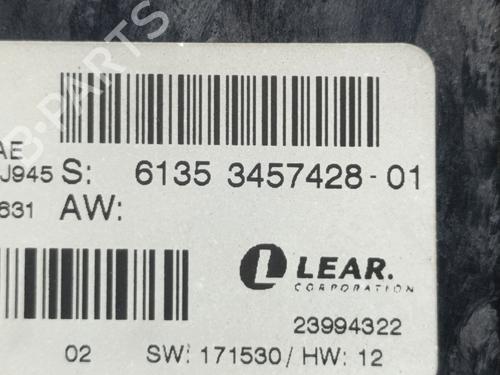 AE
J945 S: 6135 3457428-01
631 AW:
LEAR.
CORPORATION
23994322
02 SW: 171530/ HW: 12
B-PARTS